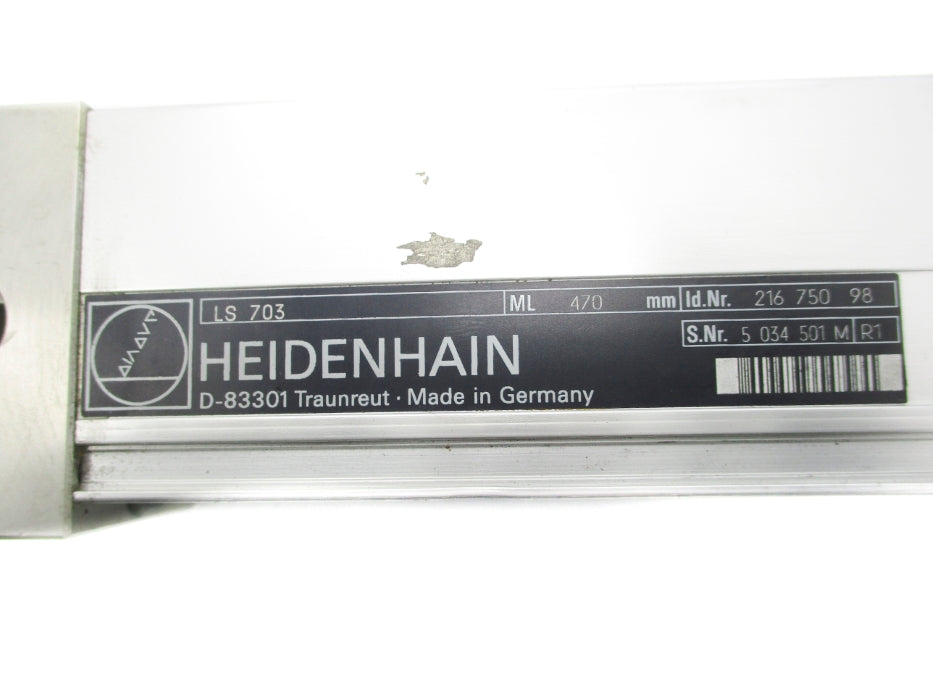 LS 703 ML 470 mm Id.Nr. 216 750 98
S.Nr. 5 034 501 M R1
HEIDENHAIN
D-83301 Traunreut · Made in Germany